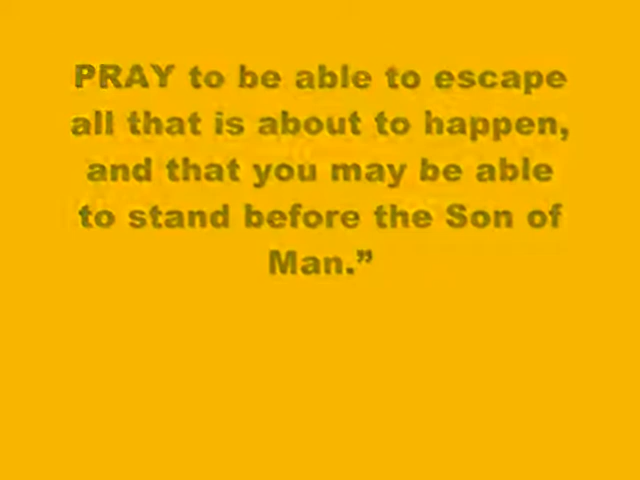 PRAY to be able to escape
all that is about to happen,
and that you may be able
to stand before the Son of
Man.”